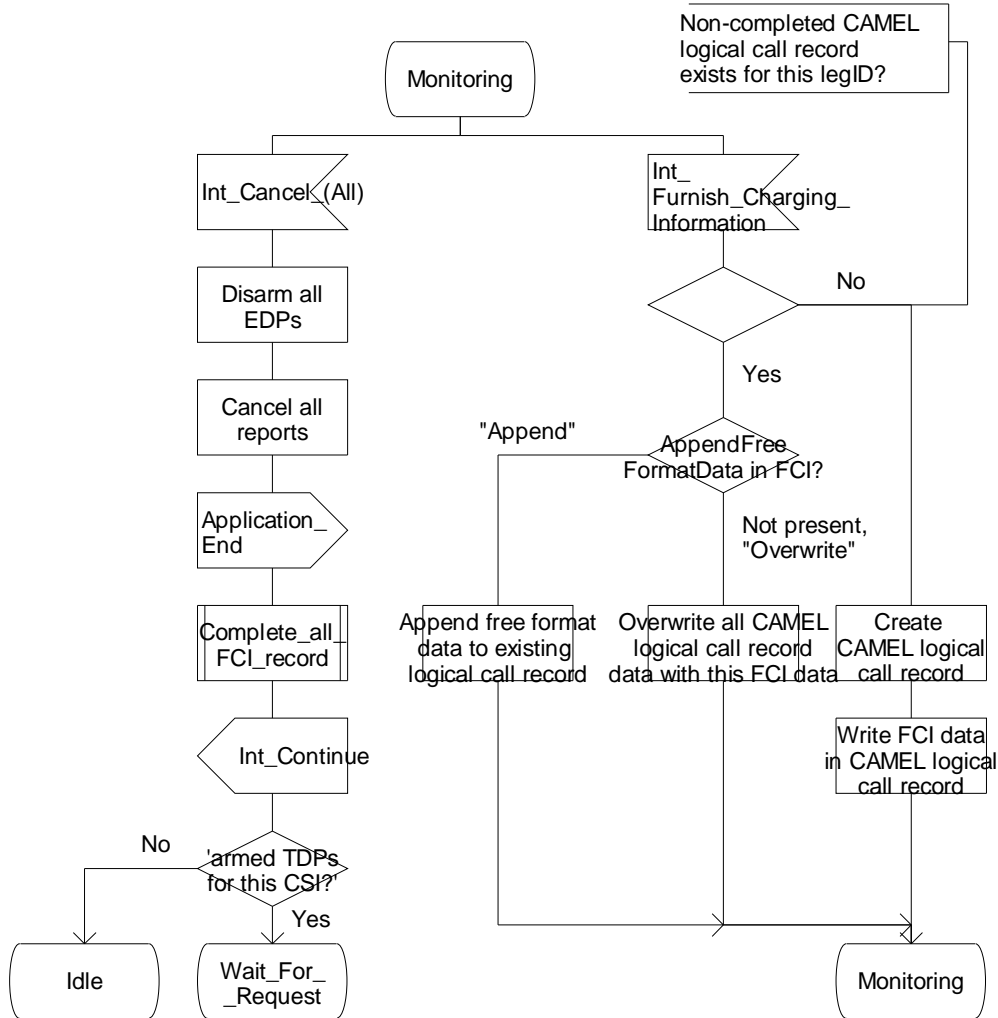 Non-completed CAMEL
logical call record
exists for this legID?
Monitoring
Int_Cancel_(All)
Int_
Furnish_Charging_
Information
Disarm all
EDPs
No
Yes
Cancel all
reports
"Append"
AppendFree
FormatData in FCI?
Application_
End
Not present,
"Overwrite"
Complete_all_
FCI_record
Append free format
data to existing
logical call record
Overwrite all CAMEL
logical call record
data with this FCI data
Create
CAMEL logical
call record
Int_Continue
Write FCI data
in CAMEL logical
call record
No
'armed TDPs
for this CSI?'
Yes
Idle
Wait_For_
_Request
Monitoring